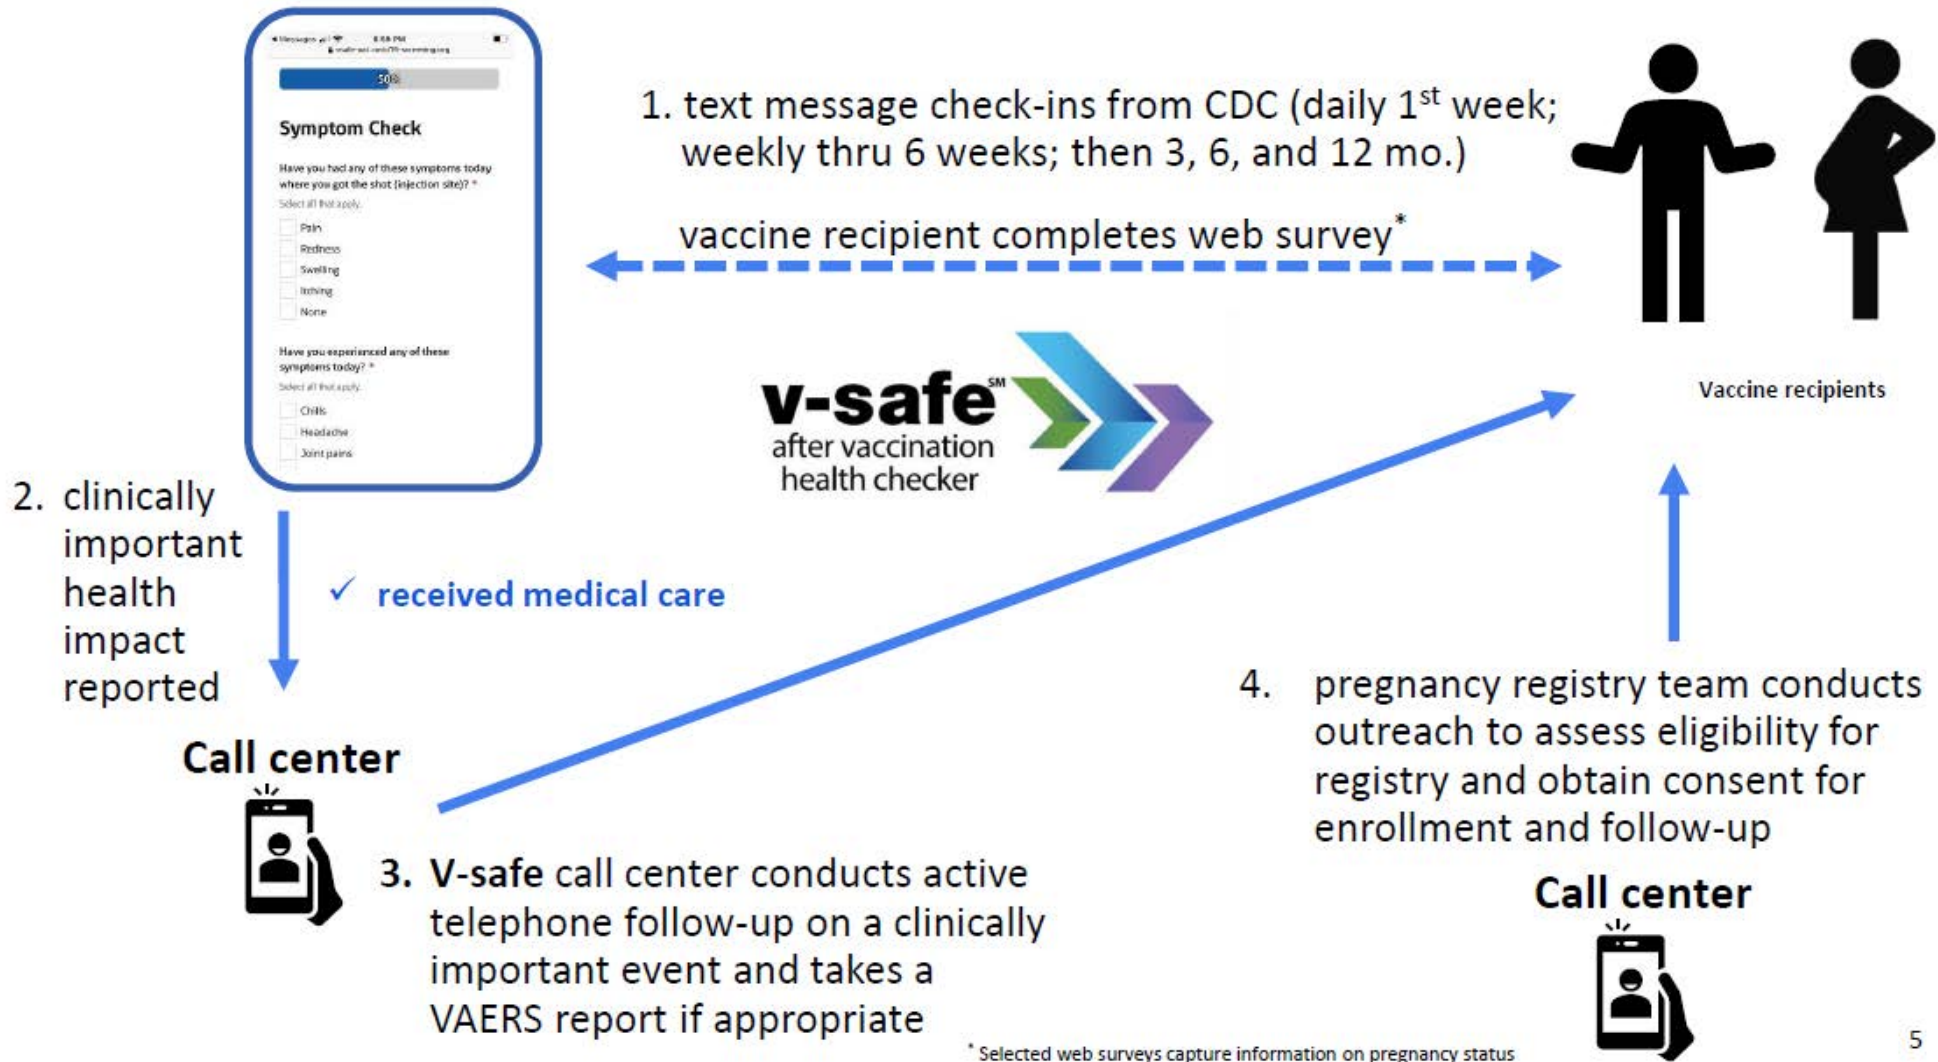 Messages
50%
Symptom Check
Have you had any of these symptoms today
where you got the shot (injection site)? *
Select all that apply.
Pain
Redness
Swelling
Itching
None
Have you experienced any of these
symptoms today? *
Select all that apply.
Chills
Headache
Joint pains
1. text message check-ins from CDC (daily 1st week;
weekly thru 6 weeks; then 3, 6, and 12 mo.)
vaccine recipient completes web survey*
v-safe℠
after vaccination
health checker
Vaccine recipients
2. clinically
important
health
impact
reported
✓ received medical care
Call center
3. V-safe call center conducts active
telephone follow-up on a clinically
important event and takes a
VAERS report if appropriate
4. pregnancy registry team conducts
outreach to assess eligibility for
registry and obtain consent for
enrollment and follow-up
Call center
* Selected web surveys capture information on pregnancy status
5